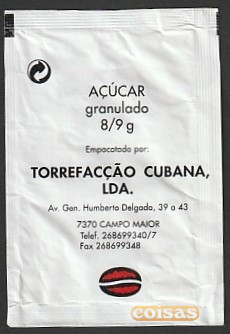 AÇÚCAR
granulado
8/9 g
Empacotado por:
TORREFACÇÃO CUBANA,
LDA.
Av. Gen. Humberto Delgado, 39 a 43
7370 CAMPO MAIOR
Telef. 268699340/7
Fax 268699348
coisas